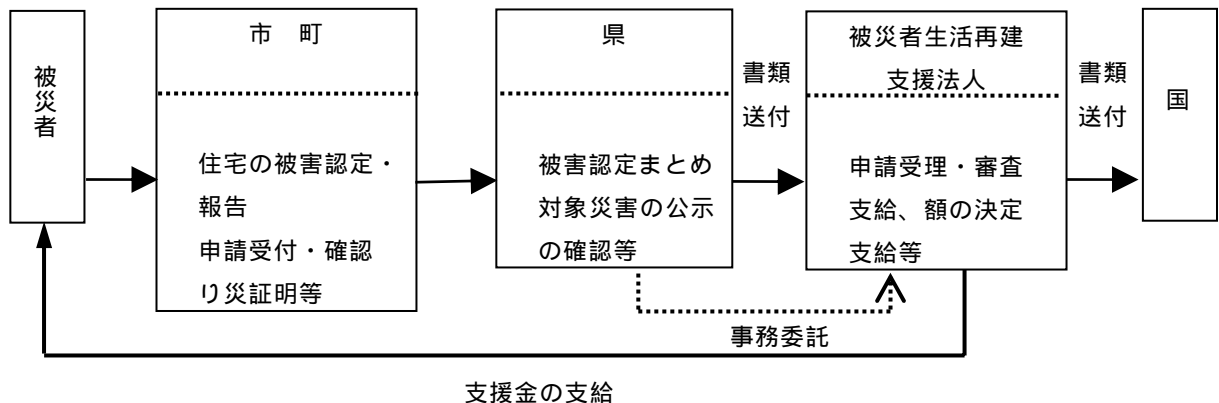 被災者
市　町
住宅の被害認定・
報告
申請受付・確認
り災証明等
県
被害認定まとめ
対象災害の公示
の確認等
書類
送付
被災者生活再建
支援法人
申請受理・審査
支給、額の決定
支給等
書類
送付
国
事務委託
支援金の支給